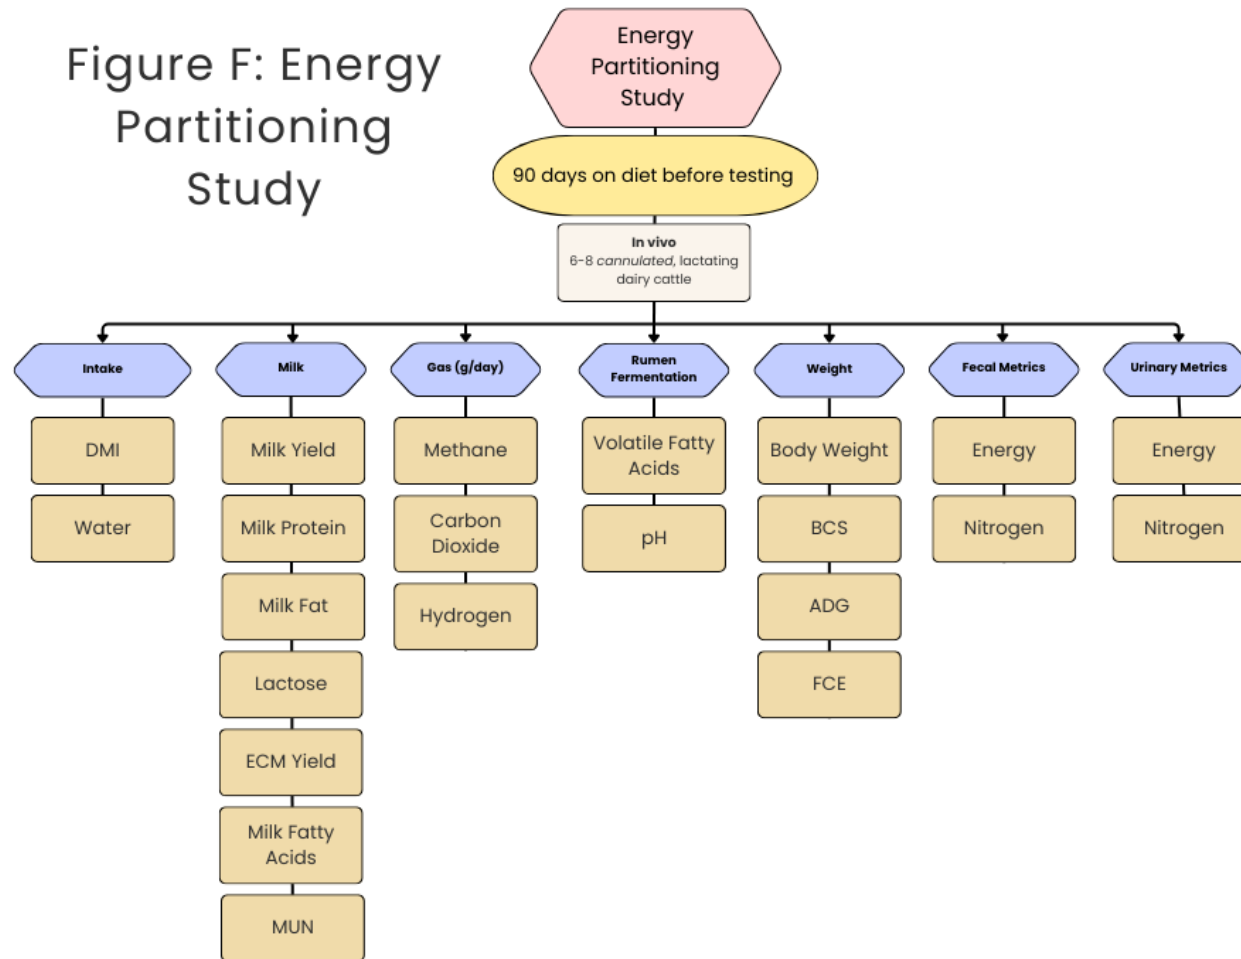 Figure F: Energy
Partitioning
Study
Energy
Partitioning
Study
90 days on diet before testing
In vivo
6-8 cannulated, lactating
dairy cattle
Intake
DMI
Water
Milk
Milk Yield
Milk Protein
Milk Fat
Lactose
ECM Yield
Milk Fatty
Acids
MUN
Gas (g/day)
Methane
Carbon
Dioxide
Hydrogen
Rumen
Fermentation
Volatile Fatty
Acids
pH
Weight
Body Weight
BCS
ADG
FCE
Fecal Metrics
Energy
Nitrogen
Urinary Metrics
Energy
Nitrogen